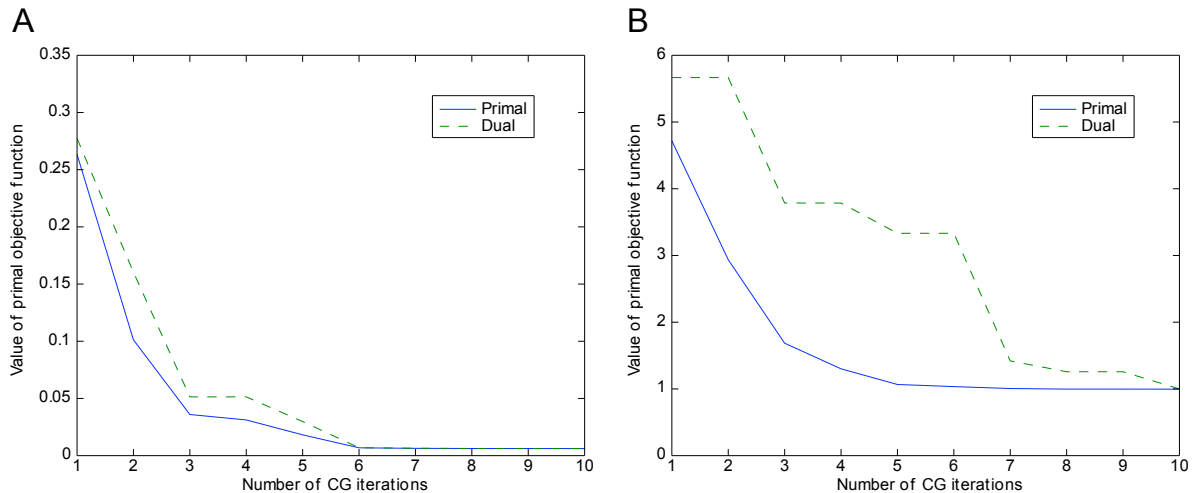 A
B
0.35
0.3
0.25
0.2
0.15
0.1
0.05
0
Value of primal objective function
1 2 3 4 5 6 7 8 9 10
Number of CG iterations
Primal
Dual
6
5
4
3
2
1
0
Value of primal objective function
1 2 3 4 5 6 7 8 9 10
Number of CG iterations
Primal
Dual